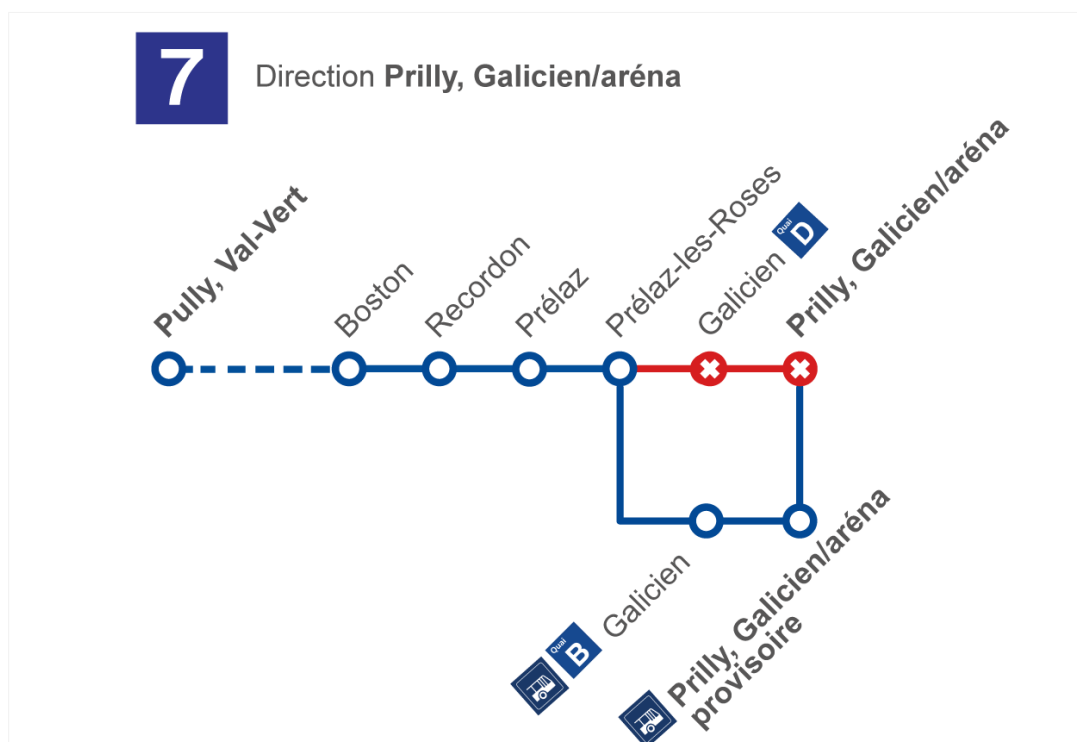 7
Direction Prilly, Galicien/aréna
Pully, Val-Vert
Boston
Recordon
Prélaz
Prélaz-les-Roses
Galicien
Quai
D
Prilly, Galicien/aréna
Quai
B
Galicien
Prilly, Galicien/aréna
provisoire